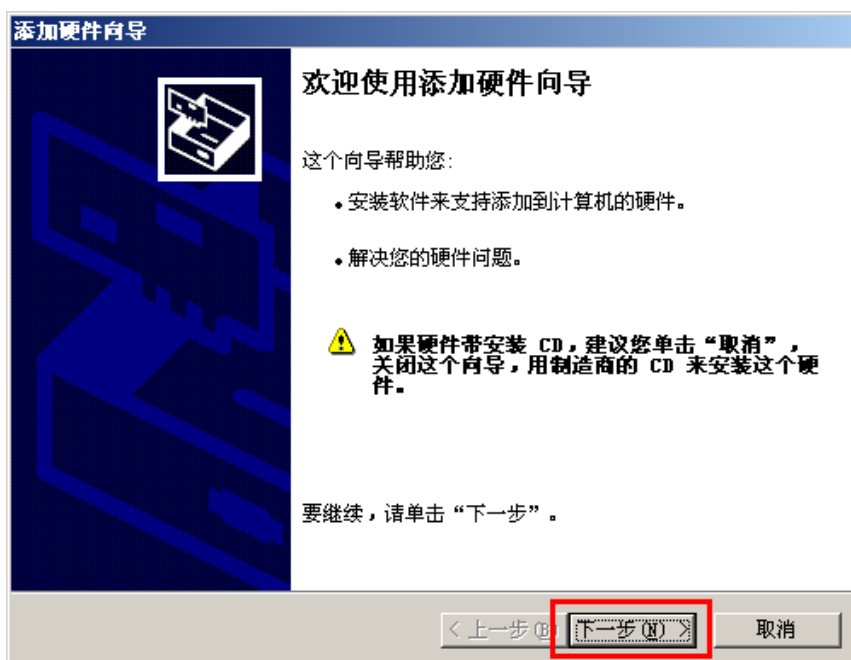 添加硬件向导
欢迎使用添加硬件向导
这个向导帮助您:
•安装软件来支持添加到计算机的硬件。
•解决您的硬件问题。
如果硬件带安装 CD，建议您单击“取消”，
关闭这个向导，用制造商的 CD 来安装这个硬
件。
要继续，请单击“下一步”。
< 上一步(B) 下一步(N) > 取消